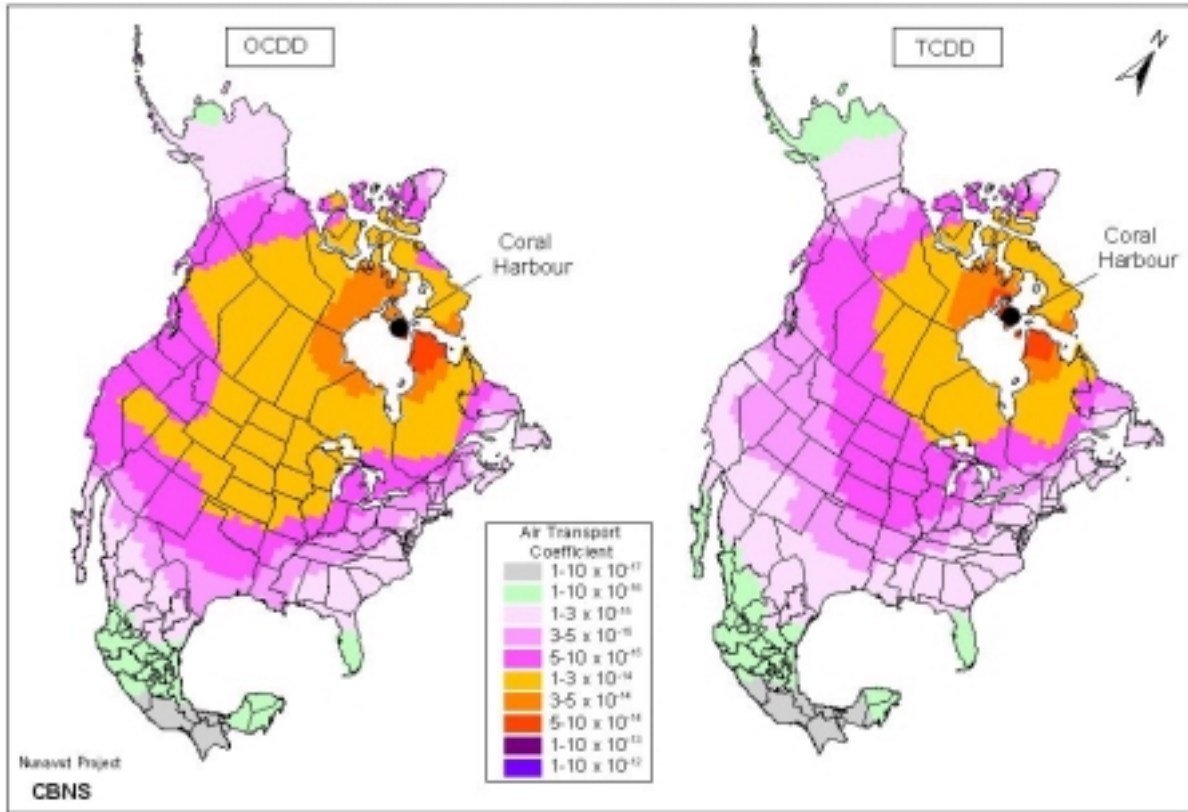 OCDD
TCDD
N
Coral
Harbour
Coral
Harbour
Air Transport
Coefficient
1-10 x 10⁻¹⁷
1-10 x 10⁻¹⁶
1-3 x 10⁻¹⁵
3-5 x 10⁻¹⁵
5-10 x 10⁻¹⁵
1-3 x 10⁻¹⁴
3-5 x 10⁻¹⁴
5-10 x 10⁻¹⁴
1-10 x 10⁻¹³
1-10 x 10⁻¹²
Nunavut Project
CBNS